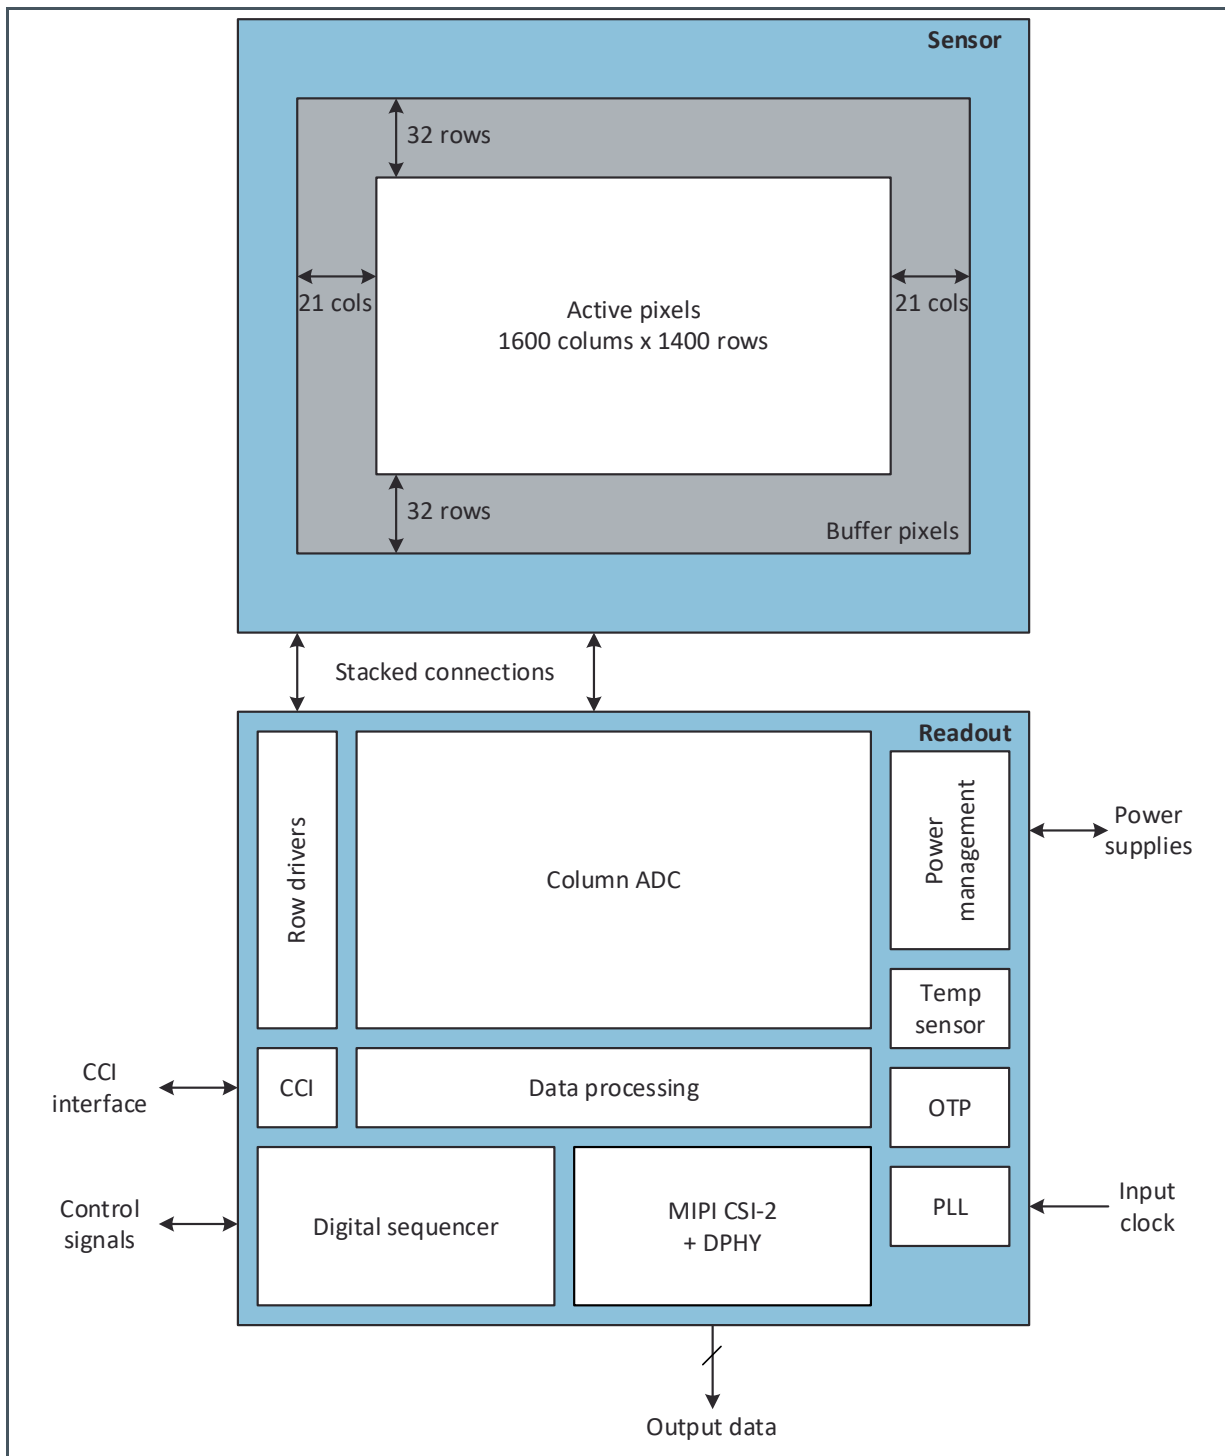 Sensor
32 rows
21 cols
21 cols
Active pixels
1600 colums x 1400 rows
32 rows
Buffer pixels
Stacked connections
Readout
Row drivers
Column ADC
Power
management
Power
supplies
Temp
sensor
CCI
interface
CCI
Data processing
OTP
Control
signals
Digital sequencer
MIPI CSI-2
+ DPHY
PLL
Input
clock
Output data